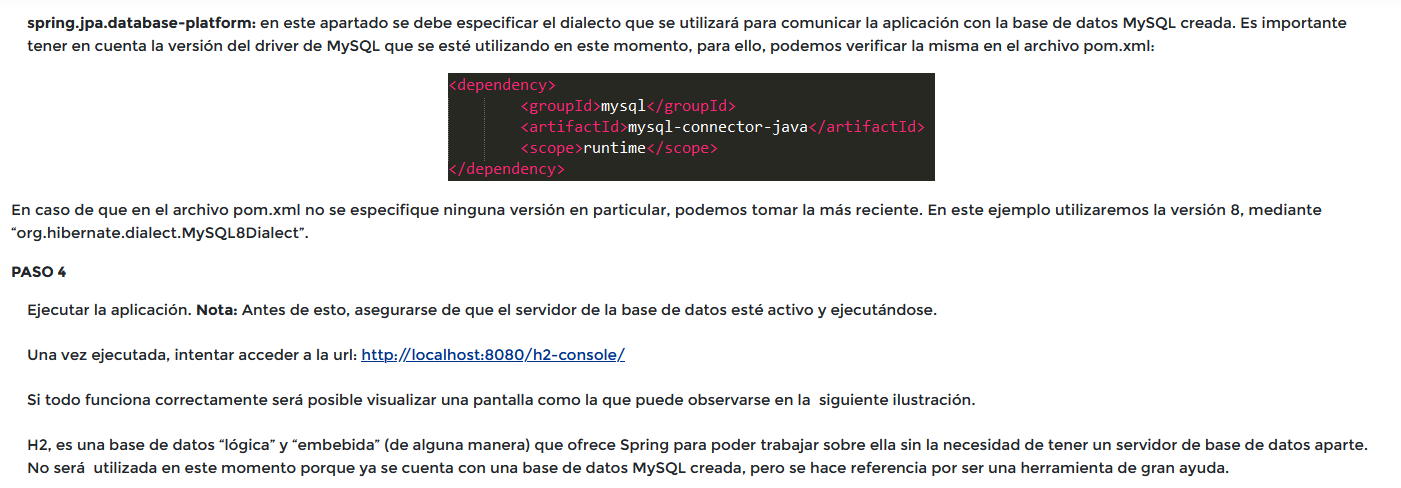 spring.jpa.database-platform: en este apartado se debe especificar el dialecto que se utilizará para comunicar la aplicación con la base de datos MySQL creada. Es importante
tener en cuenta la versión del driver de MySQL que se esté utilizando en este momento, para ello, podemos verificar la misma en el archivo pom.xml:
<dependency>
<groupId>mysql</groupId>
<artifactId>mysql-connector-java</artifactId>
<scope>runtime</scope>
</dependency>
En caso de que en el archivo pom.xml no se especifique ninguna versión en particular, podemos tomar la más reciente. En este ejemplo utilizaremos la versión 8, mediante
“org.hibernate.dialect.MySQL8Dialect”.
PASO 4
Ejecutar la aplicación. Nota: Antes de esto, asegurarse de que el servidor de la base de datos esté activo y ejecutándose.
Una vez ejecutada, intentar acceder a la url: http://localhost:8080/h2-console/
Si todo funciona correctamente será posible visualizar una pantalla como la que puede observarse en la siguiente ilustración.
H2, es una base de datos “lógica” y “embebida” (de alguna manera) que ofrece Spring para poder trabajar sobre ella sin la necesidad de tener un servidor de base de datos aparte.
No será utilizada en este momento porque ya se cuenta con una base de datos MySQL creada, pero se hace referencia por ser una herramienta de gran ayuda.